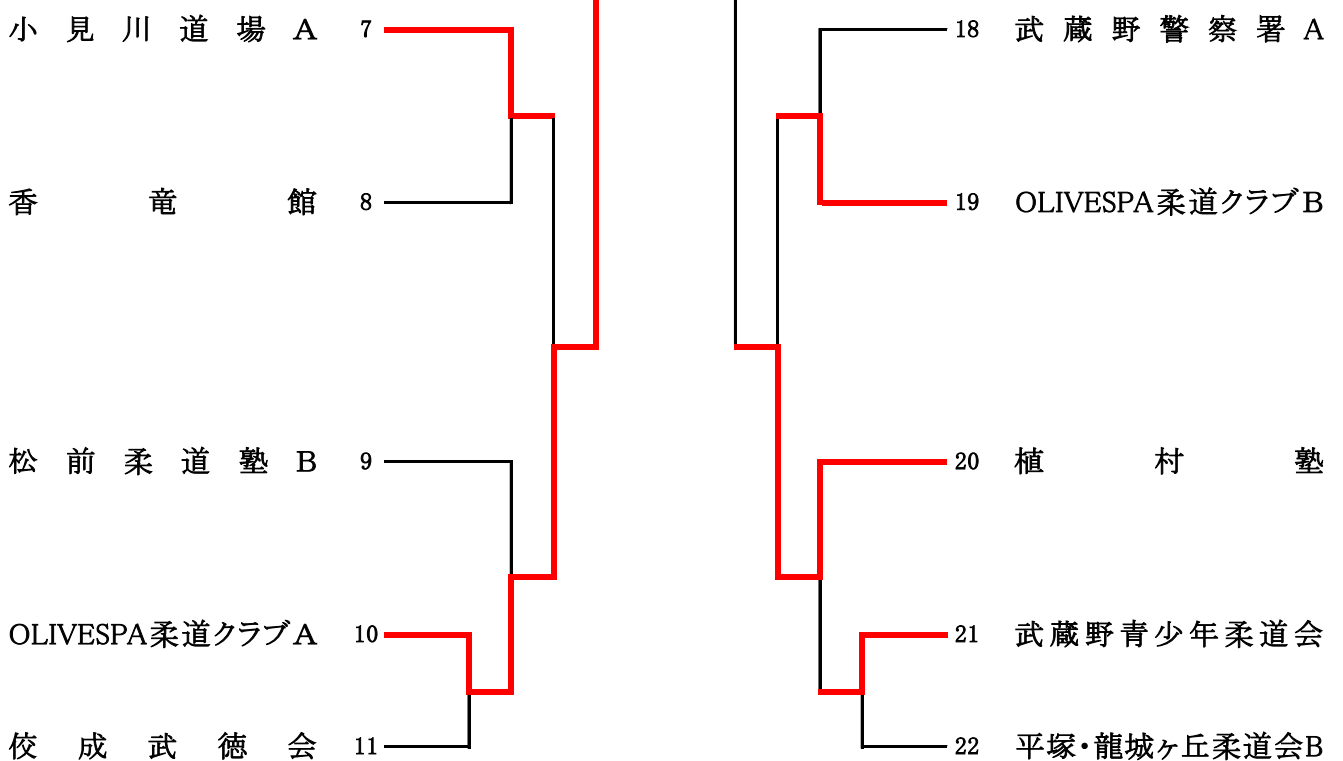 小見川道場A 7
香竜館 8
松前柔道塾B 9
OLIVESPA柔道クラブA 10
佼成武徳会 11
18 武蔵野警察署A
19 OLIVESPA柔道クラブB
20 植村塾
21 武蔵野青少年柔道会
22 平塚・龍城ヶ丘柔道会B